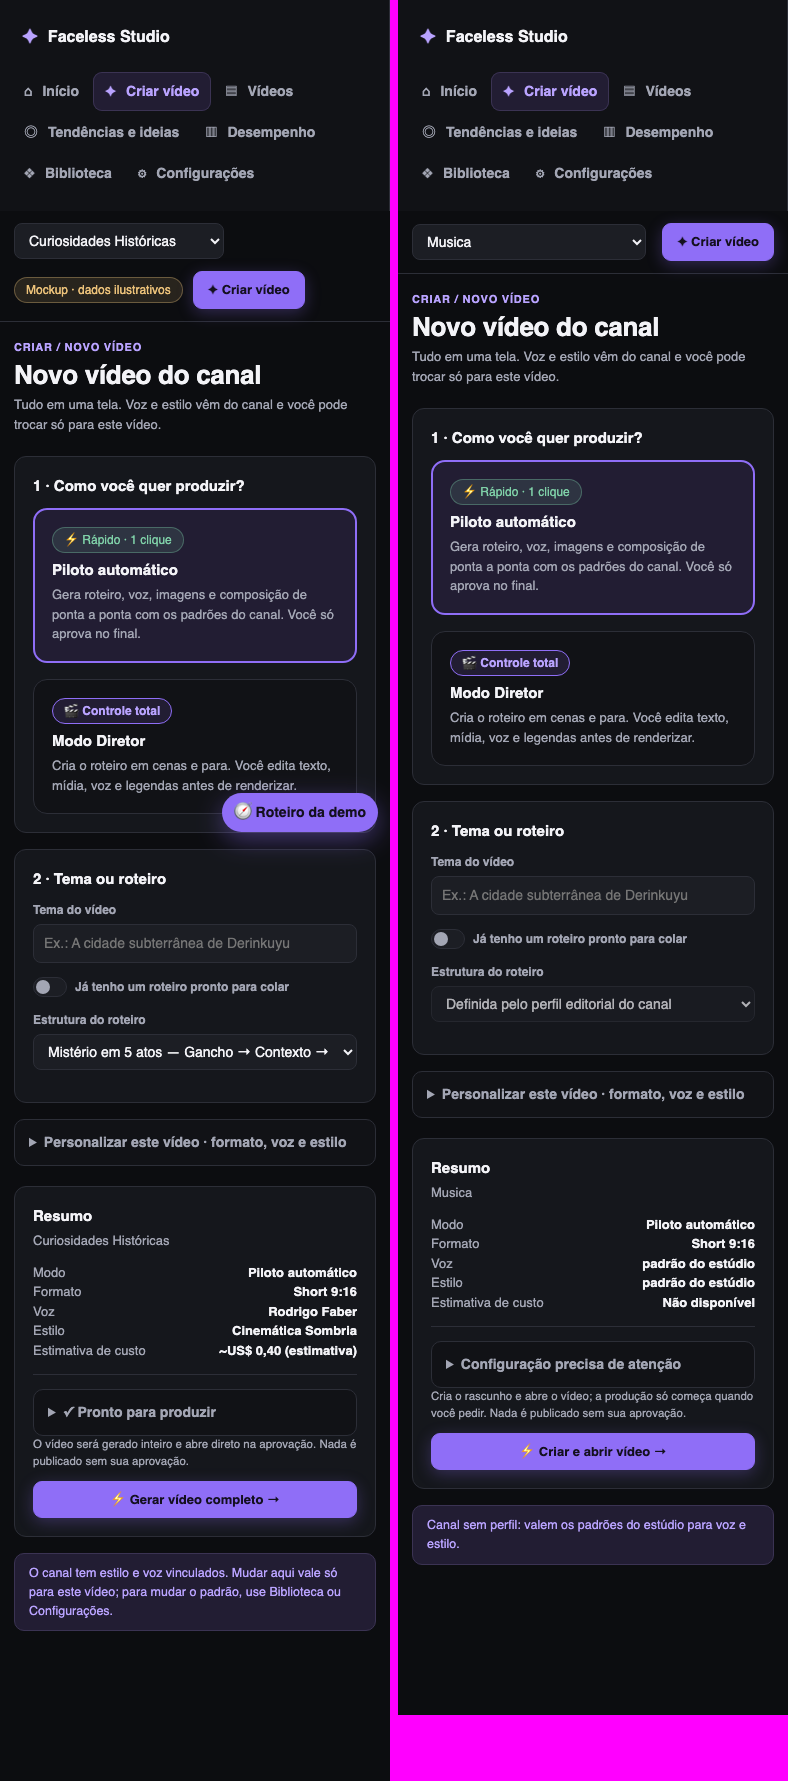 ✦ Faceless Studio
⌂ Início
✦ Criar vídeo
▤ Vídeos
◎ Tendências e ideias
▥ Desempenho
❖ Biblioteca
⚙ Configurações
Curiosidades Históricas
Mockup · dados ilustrativos
✦ Criar vídeo
CRIAR / NOVO VÍDEO
Novo vídeo do canal
Tudo em uma tela. Voz e estilo vêm do canal e você pode
trocar só para este vídeo.
1 · Como você quer produzir?
⚡ Rápido · 1 clique
Piloto automático
Gera roteiro, voz, imagens e composição de
ponta a ponta com os padrões do canal. Você só
aprova no final.
🎬 Controle total
Modo Diretor
Cria o roteiro em cenas e para. Você edita texto,
mídia, voz e legendas antes de renderizar.
🧭 Roteiro da demo
2 · Tema ou roteiro
Tema do vídeo
Ex.: A cidade subterrânea de Derinkuyu
Já tenho um roteiro pronto para colar
Estrutura do roteiro
Mistério em 5 atos — Gancho → Contexto →
▶ Personalizar este vídeo · formato, voz e estilo
Resumo
Curiosidades Históricas
Modo Piloto automático
Formato Short 9:16
Voz Rodrigo Faber
Estilo Cinemática Sombria
Estimativa de custo ~US$ 0,40 (estimativa)
▶ ✓ Pronto para produzir
O vídeo será gerado inteiro e abre direto na aprovação. Nada é
publicado sem sua aprovação.
⚡ Gerar vídeo completo →
O canal tem estilo e voz vinculados. Mudar aqui vale só
para este vídeo; para mudar o padrão, use Biblioteca ou
Configurações.
✦ Faceless Studio
⌂ Início
✦ Criar vídeo
▤ Vídeos
◎ Tendências e ideias
▥ Desempenho
❖ Biblioteca
⚙ Configurações
Musica
✦ Criar vídeo
CRIAR / NOVO VÍDEO
Novo vídeo do canal
Tudo em uma tela. Voz e estilo vêm do canal e você pode
trocar só para este vídeo.
1 · Como você quer produzir?
⚡ Rápido · 1 clique
Piloto automático
Gera roteiro, voz, imagens e composição de
ponta a ponta com os padrões do canal. Você só
aprova no final.
🎬 Controle total
Modo Diretor
Cria o roteiro em cenas e para. Você edita texto,
mídia, voz e legendas antes de renderizar.
2 · Tema ou roteiro
Tema do vídeo
Ex.: A cidade subterrânea de Derinkuyu
Já tenho um roteiro pronto para colar
Estrutura do roteiro
Definida pelo perfil editorial do canal
▶ Personalizar este vídeo · formato, voz e estilo
Resumo
Musica
Modo Piloto automático
Formato Short 9:16
Voz padrão do estúdio
Estilo padrão do estúdio
Estimativa de custo Não disponível
▶ Configuração precisa de atenção
Cria o rascunho e abre o vídeo; a produção só começa quando
você pedir. Nada é publicado sem sua aprovação.
⚡ Criar e abrir vídeo →
Canal sem perfil: valem os padrões do estúdio para voz e
estilo.